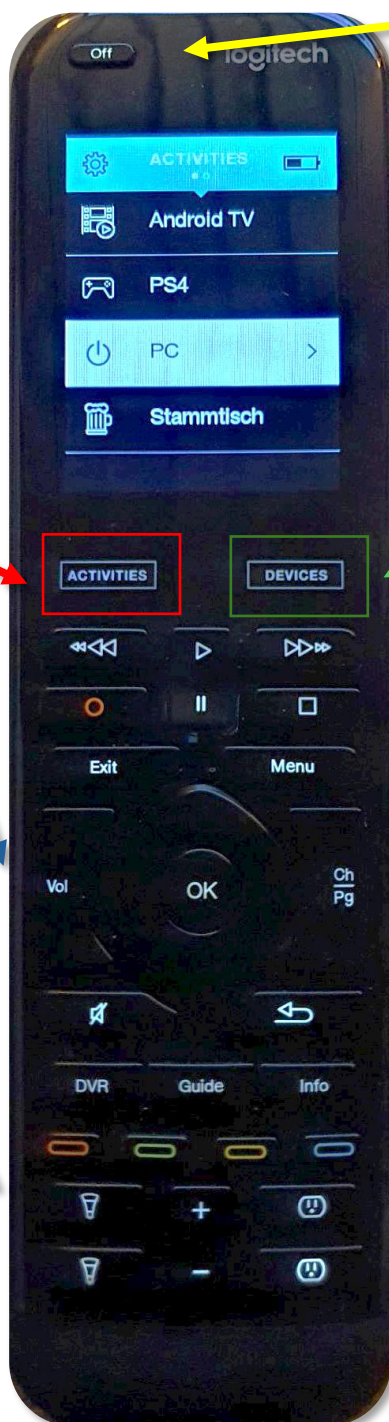 Off
logitech
ACTIVITIES
Android TV
PS4
PC
Stammtisch
ACTIVITIES
DEVICES
Exit
Menu
Vol
OK
Ch
Pg
DVR
Guide
Info
+
-